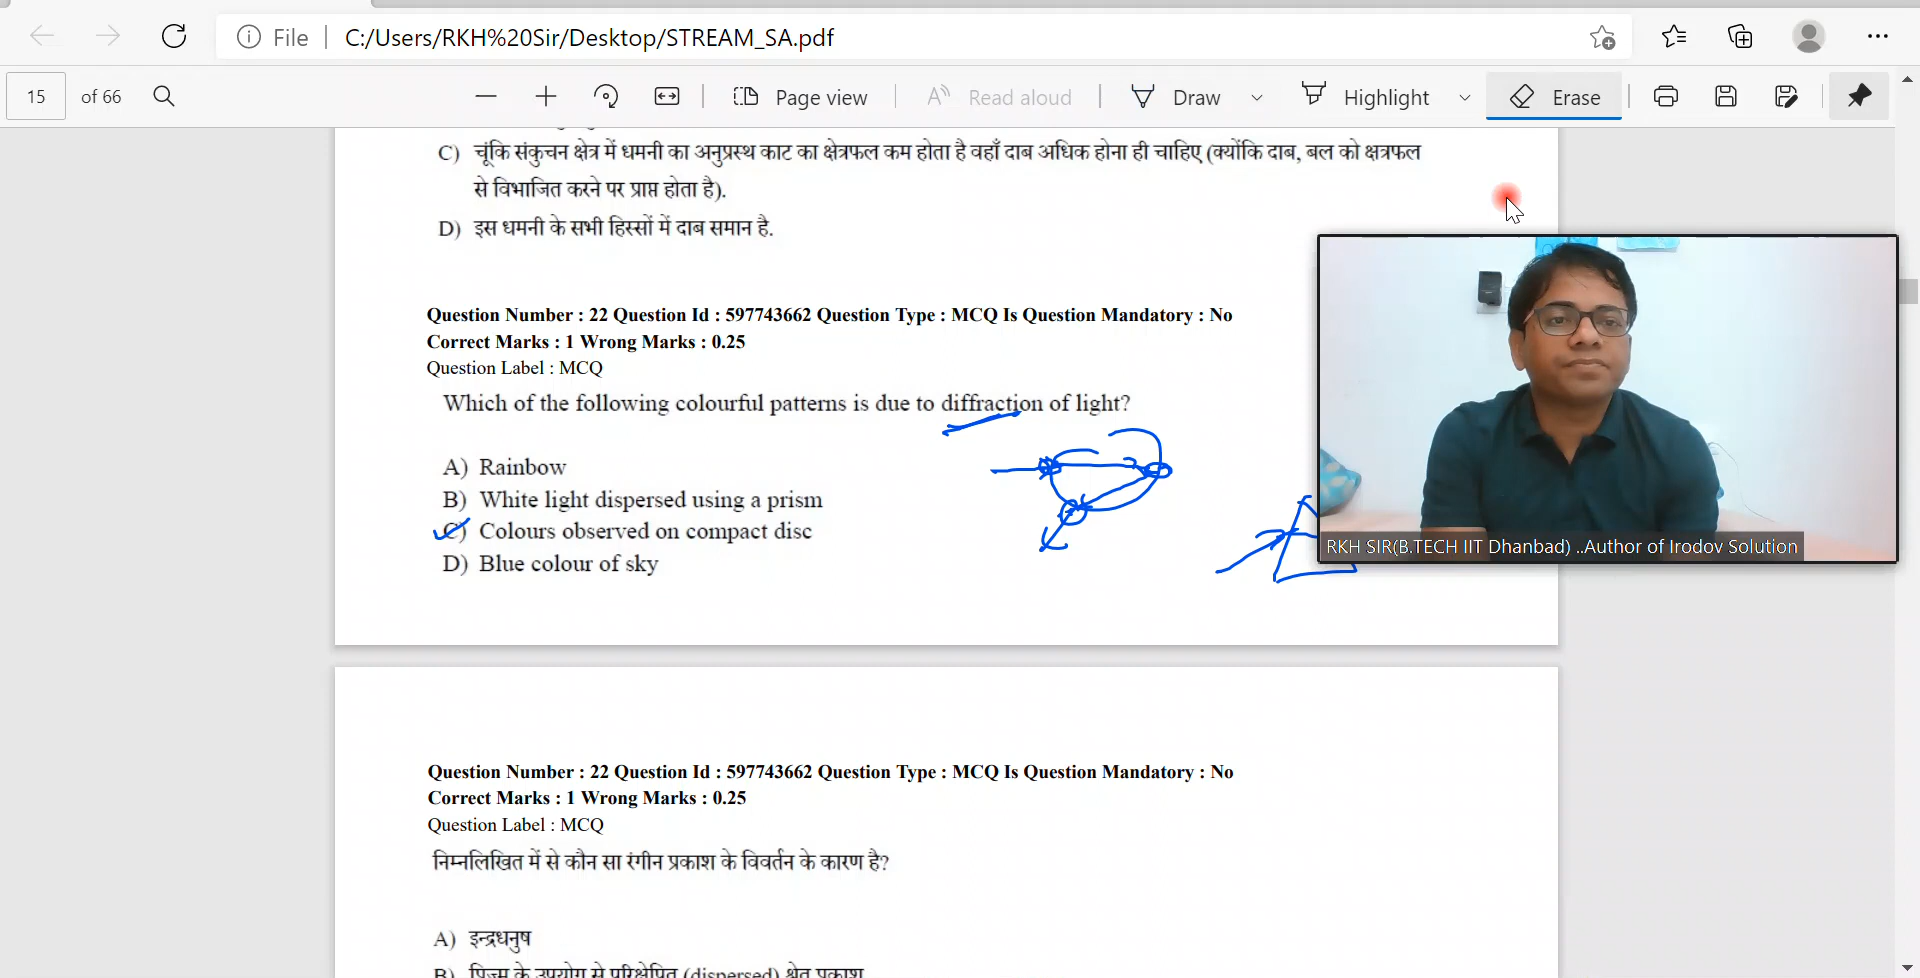 File
C:/Users/RKH%20Sir/Desktop/STREAM_SA.pdf
15 of 66
Page view
Read aloud
Draw
Highlight
Erase
C) चूंकि संकुचन क्षेत्र में धमनी का अनुप्रस्थ काट का क्षेत्रफल कम होता है वहाँ दाब अधिक होना ही चाहिए (क्योंकि दाब, बल को क्षत्रफल
से विभाजित करने पर प्राप्त होता है).
D) इस धमनी के सभी हिस्सों में दाब समान है.
Question Number : 22 Question Id : 597743662 Question Type : MCQ Is Question Mandatory : No
Correct Marks : 1 Wrong Marks : 0.25
Question Label : MCQ
Which of the following colourful patterns is due to diffraction of light?
A) Rainbow
B) White light dispersed using a prism
C) Colours observed on compact disc
D) Blue colour of sky
RKH SIR(B.TECH IIT Dhanbad) ..Author of Irodov Solution
Question Number : 22 Question Id : 597743662 Question Type : MCQ Is Question Mandatory : No
Correct Marks : 1 Wrong Marks : 0.25
Question Label : MCQ
निम्नलिखित में से कौन सा रंगीन प्रकाश के विवर्तन के कारण है?
A) इन्द्रधनुष
B) प्रिज्म के उपयोग से परिक्षेपित (dispersed) श्वेत प्रकाश